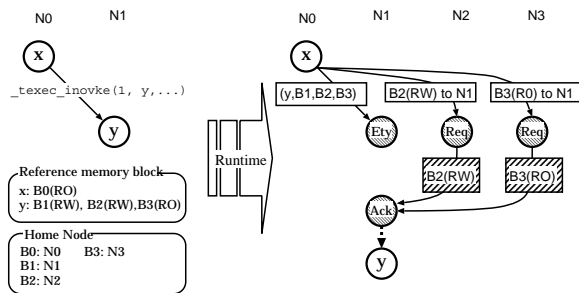 N0 N1
x
_texec_inovke(1, y,...)
y
Reference memory block
x: B0(RO)
y: B1(RW), B2(RW),B3(RO)
Home Node
B0: N0 B3: N3
B1: N1
B2: N2
Runtime
N0 N1 N2 N3
x
(y,B1,B2,B3) B2(RW) to N1 B3(R0) to N1
Ety Req Req
B2(RW) B3(RO)
Ack
y